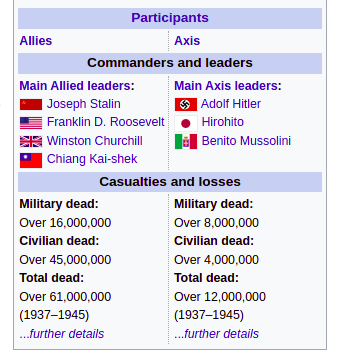 Participants
Allies
Axis
Commanders and leaders
Main Allied leaders:
Joseph Stalin
Franklin D. Roosevelt
Winston Churchill
Chiang Kai-shek
Main Axis leaders:
Adolf Hitler
Hirohito
Benito Mussolini
Casualties and losses
Military dead:
Over 16,000,000
Civilian dead:
Over 45,000,000
Total dead:
Over 61,000,000
(1937–1945)
...further details
Military dead:
Over 8,000,000
Civilian dead:
Over 4,000,000
Total dead:
Over 12,000,000
(1937–1945)
...further details